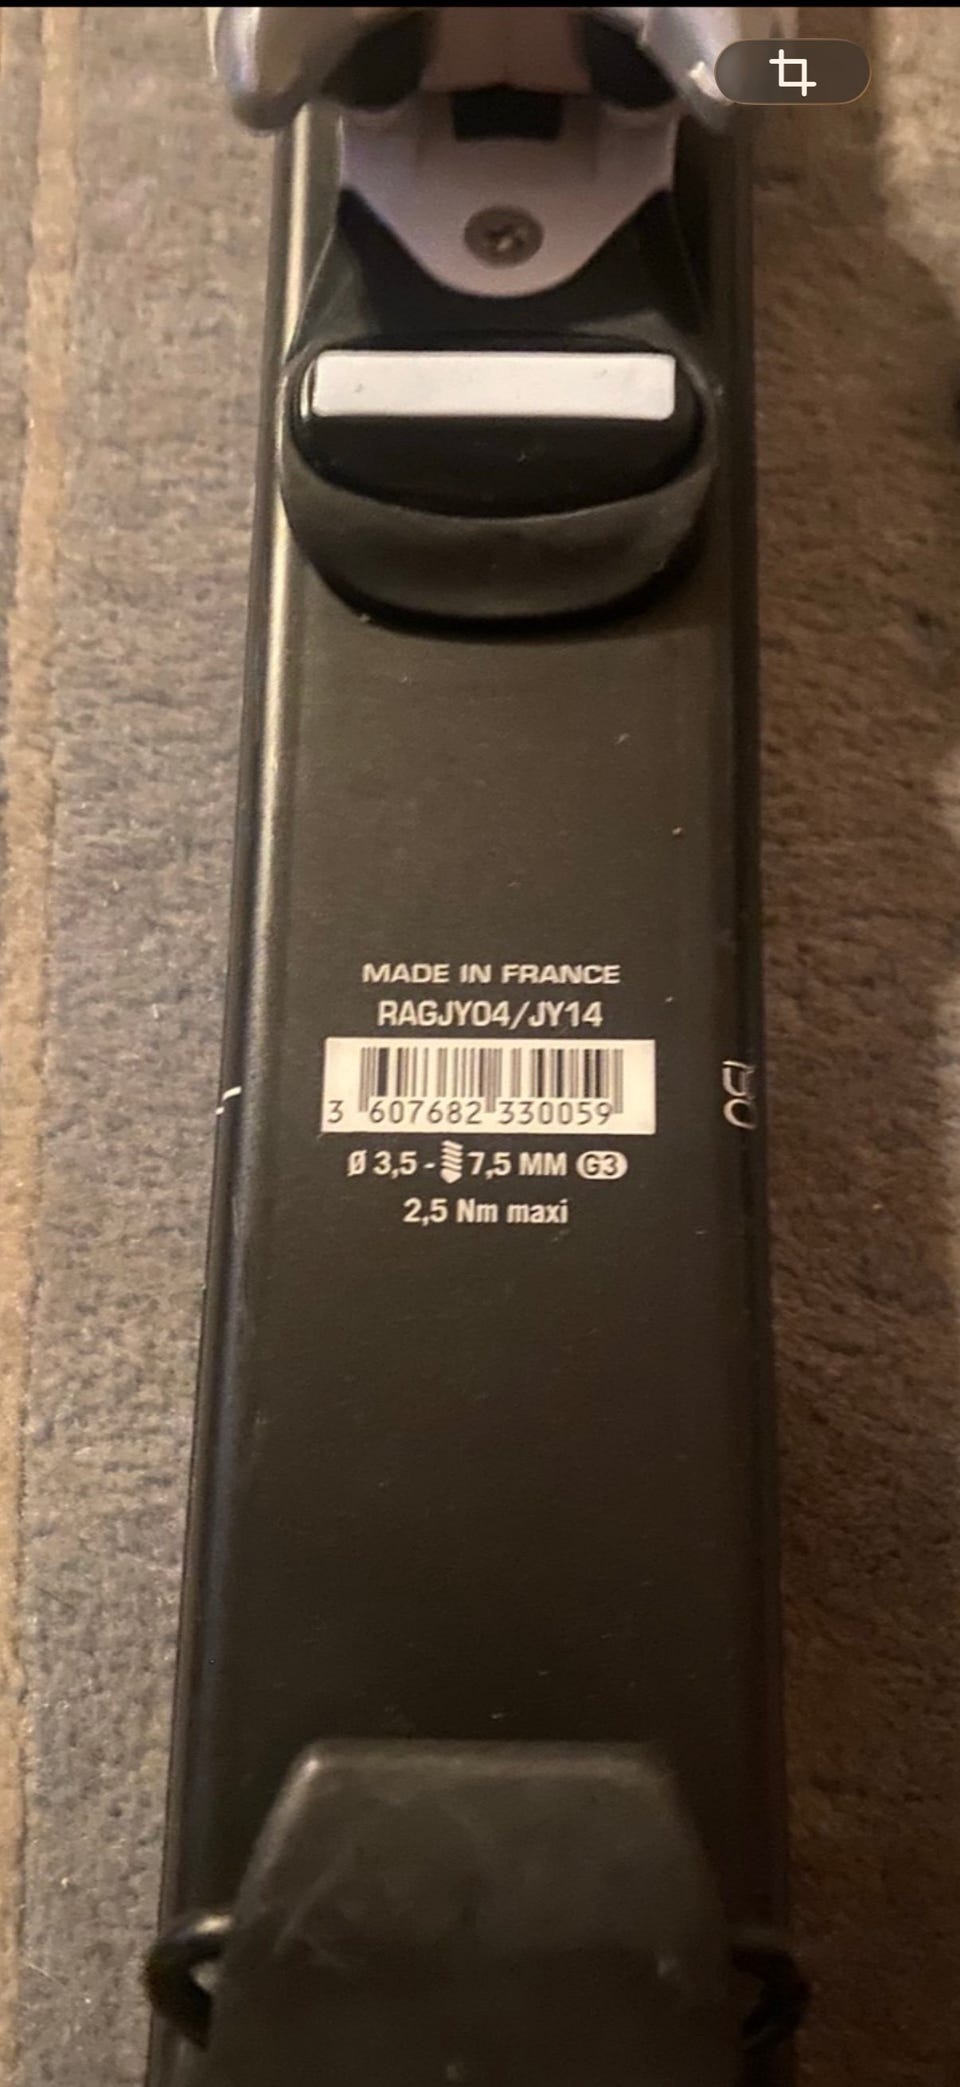 MADE IN FRANCE
RAGJY04/JY14
3 607682 330059
Ø 3,5 - 7,5 MM G3
2,5 Nm maxi